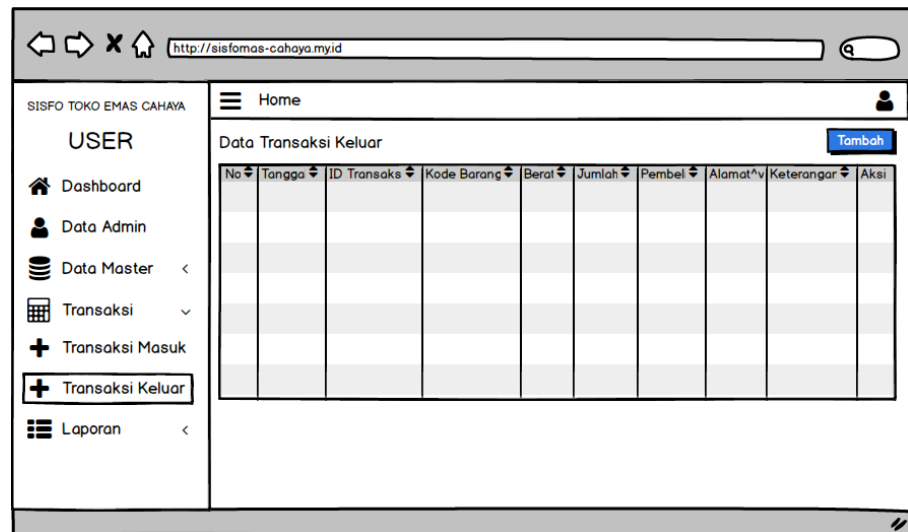 http://sisfomas-cahaya.my.id
SISFO TOKO EMAS CAHAYA
USER
Dashboard
Data Admin
Data Master <
Transaksi
Transaksi Masuk
Transaksi Keluar
Laporan <
Home
Data Transaksi Keluar
Tambah
No Tangga ID Transaks Kode Barang Berat Jumlah Pembel Alamat^v Keterangar Aksi